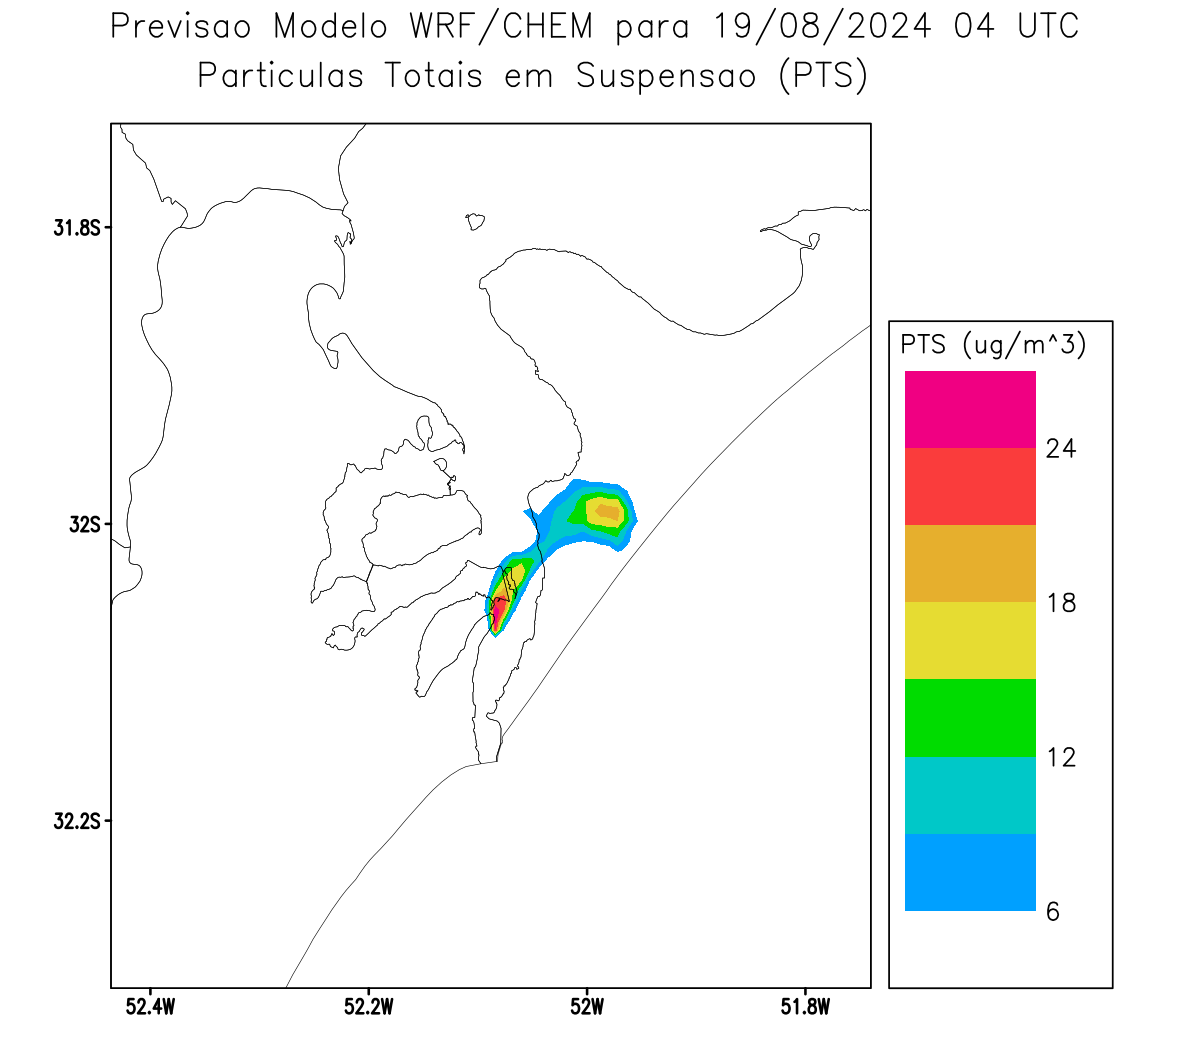 Previsao Modelo WRF/CHEM para 19/08/2024 04 UTC
Particulas Totais em Suspensao (PTS)
31.8S
32S
32.2S
52.4W
52.2W
52W
51.8W
PTS (ug/m^3)
24
18
12
6